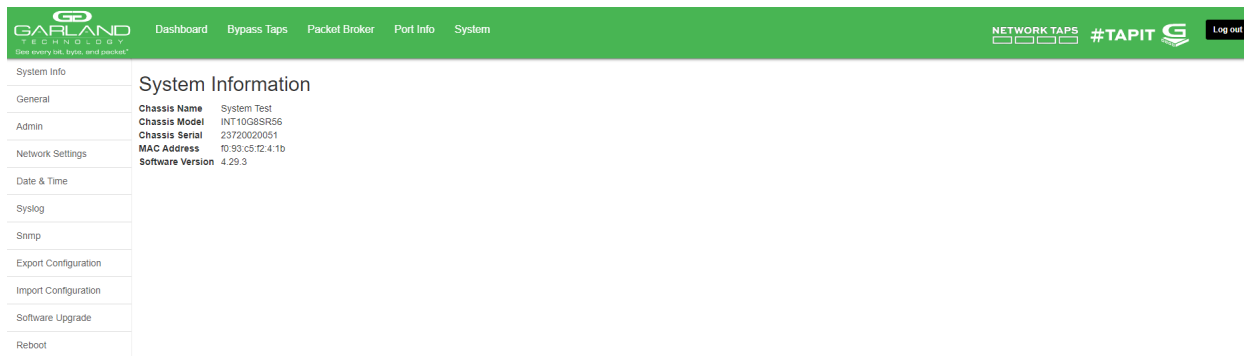 GARLAND
TECHNOLOGY
See every bit, byte, and packet.®
Dashboard Bypass Taps Packet Broker Port Info System
NETWORK TAPS
#TAPIT
Log out
System Info
General
Admin
Network Settings
Date & Time
Syslog
Snmp
Export Configuration
Import Configuration
Software Upgrade
Reboot
System Information
Chassis Name System Test
Chassis Model INT10G8SR56
Chassis Serial 23720020051
MAC Address f0:93:c5:f2:4:1b
Software Version 4.29.3